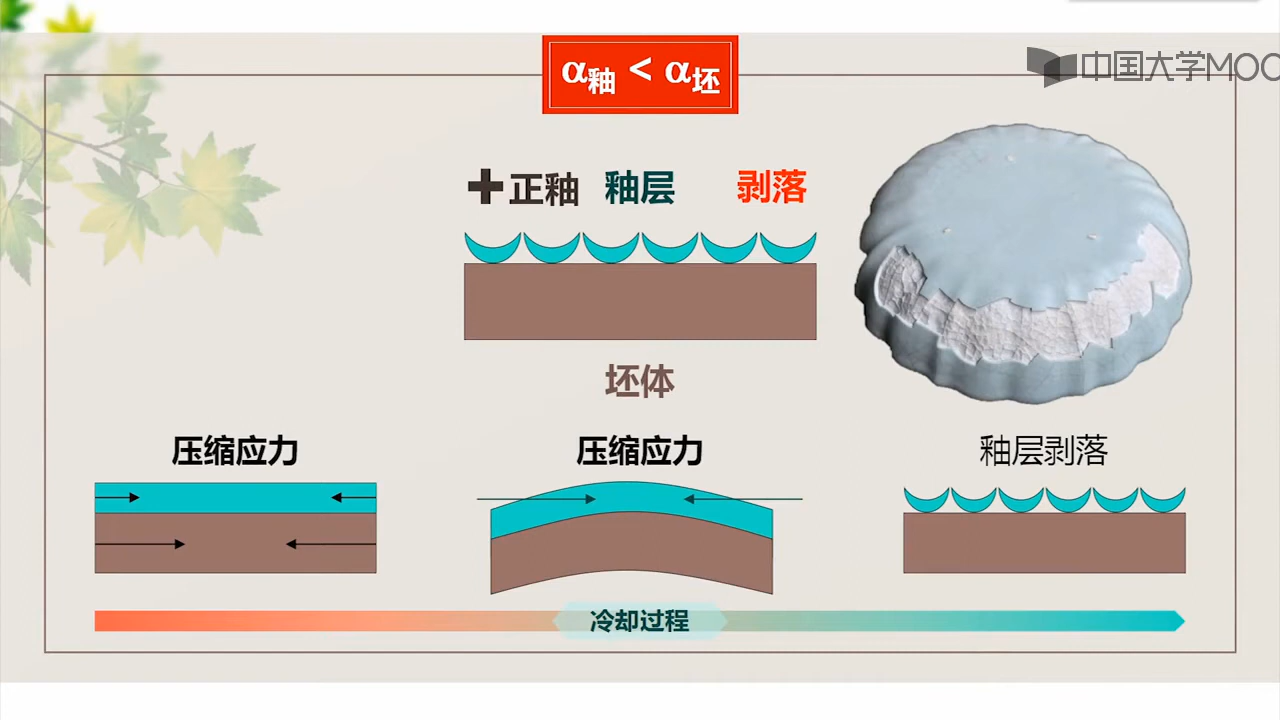 α釉 < α坯
中国大学MOC
✚正釉 釉层 剥落
坯体
压缩应力
压缩应力
釉层剥落
冷却过程